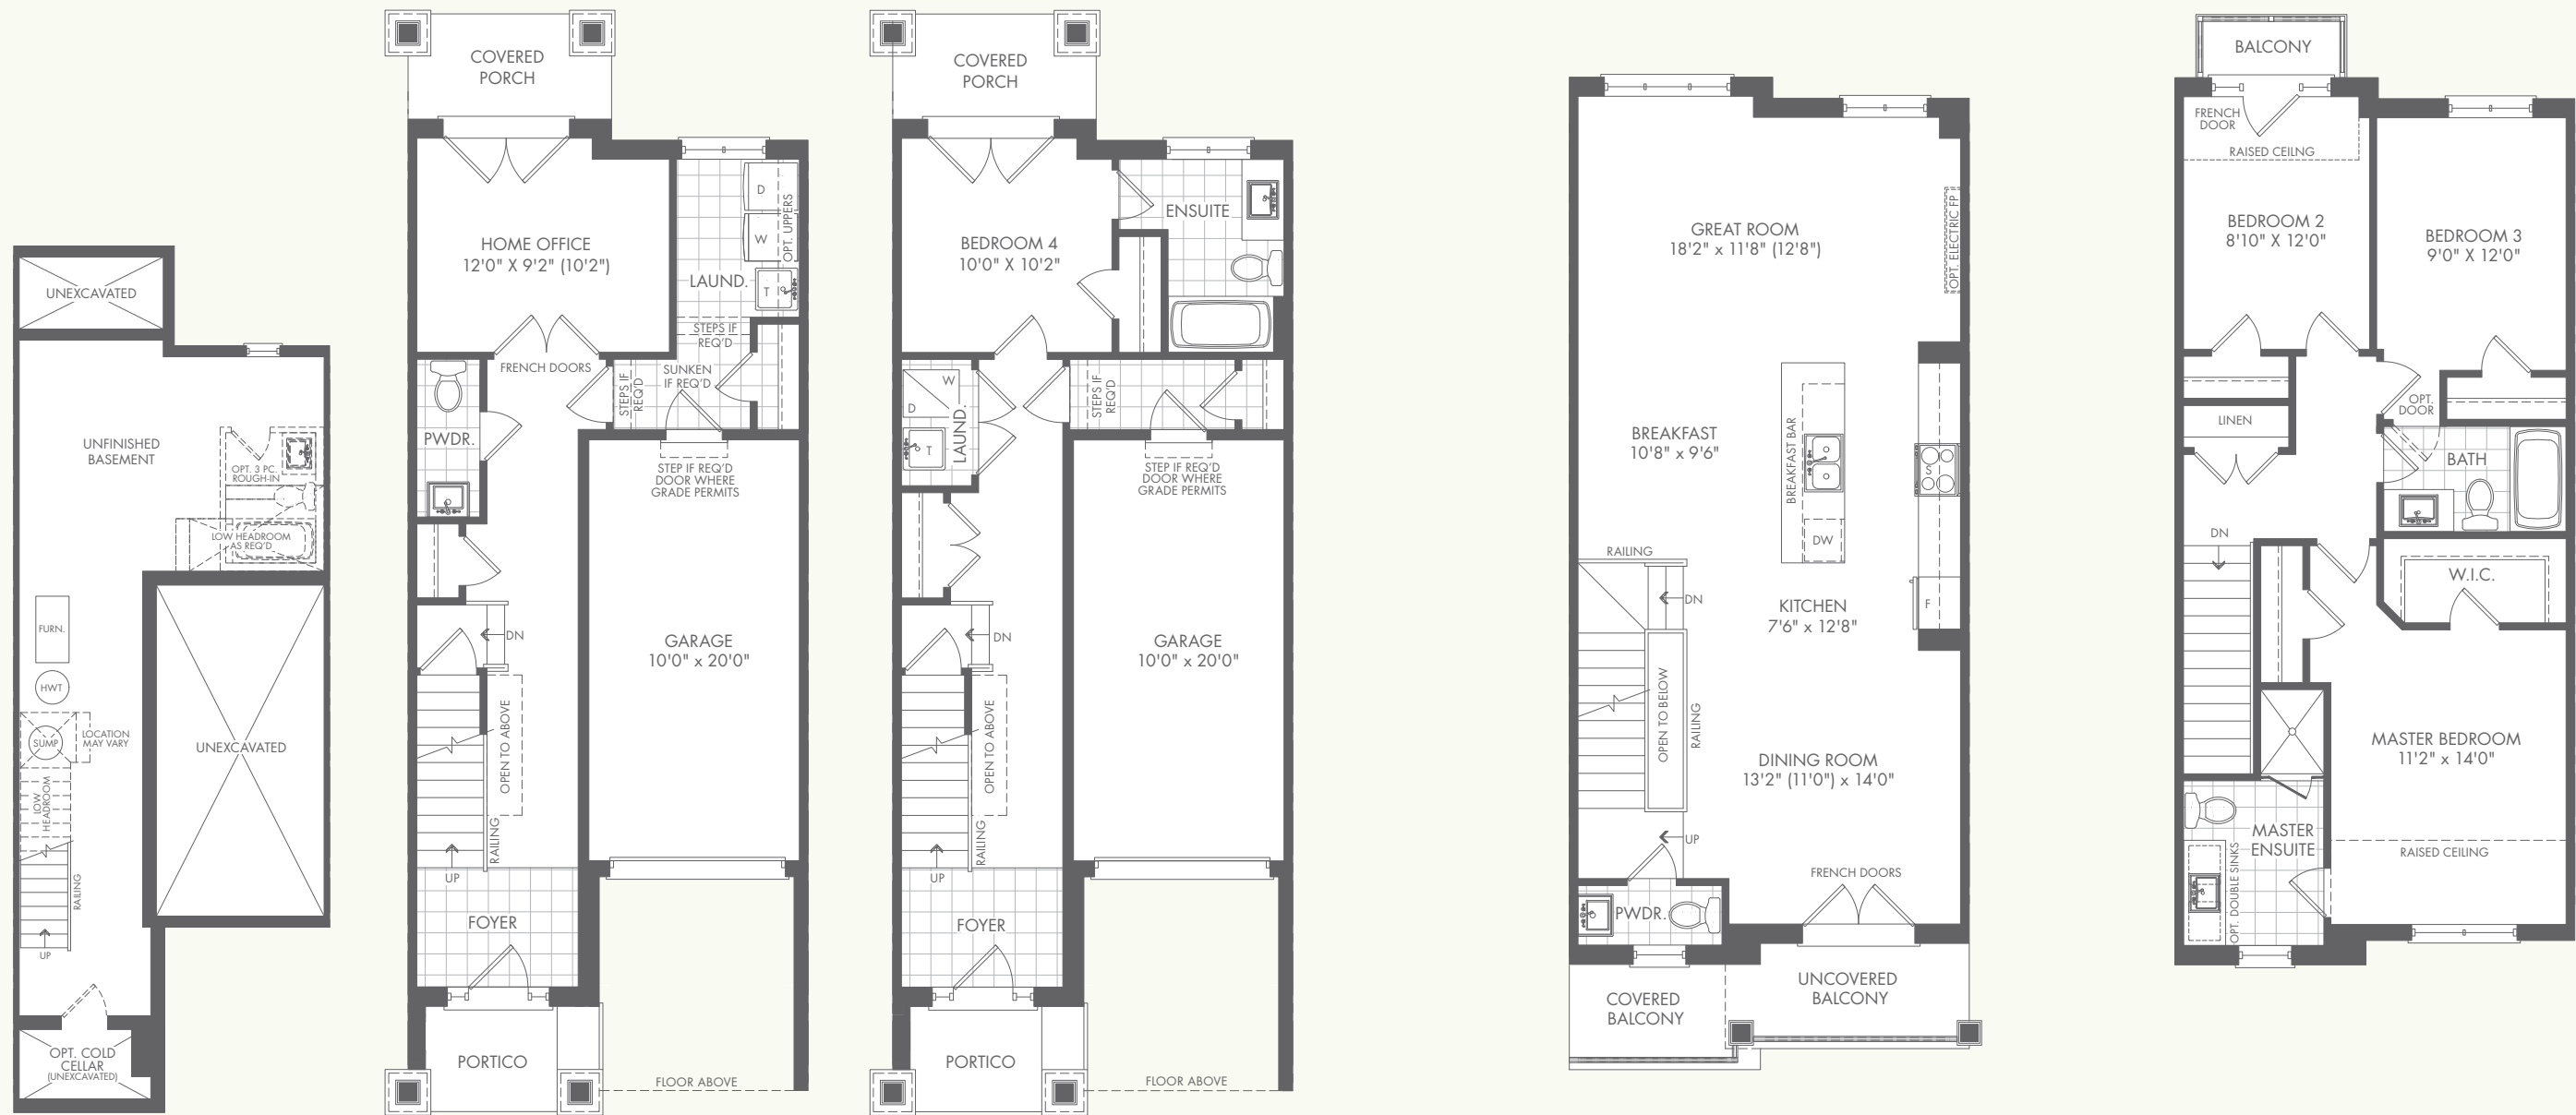 UNEXCAVATED
UNFINISHED
BASEMENT
OPT. 3 PC.
ROUGH-IN
LOW HEADROOM
AS REQ'D
FURN.
HWT
SUMP
LOCATION
MAY VARY
LOW
HEADROOM
UNEXCAVATED
RAILING
UP
OPT. COLD
CELLAR
(UNEXCAVATED)
COVERED
PORCH
HOME OFFICE
12'0" X 9'2" (10'2")
D
W
OPT. UPPERS
LAUND.
T
STEPS IF
REQ'D
FRENCH DOORS
STEPS IF
REQ'D
SUNKEN
IF REQ'D
PWDR.
STEP IF REQ'D
DOOR WHERE
GRADE PERMITS
DN
GARAGE
10'0" x 20'0"
OPEN TO ABOVE
RAILING
UP
FOYER
PORTICO
FLOOR ABOVE
COVERED
PORCH
BEDROOM 4
10'0" X 10'2"
ENSUITE
W
D
T
LAUND.
STEPS IF
REQ'D
STEP IF REQ'D
DOOR WHERE
GRADE PERMITS
DN
GARAGE
10'0" x 20'0"
OPEN TO ABOVE
RAILING
UP
FOYER
PORTICO
FLOOR ABOVE
GREAT ROOM
18'2" x 11'8" (12'8")
OPT. ELECTRIC FP
BREAKFAST
10'8" x 9'6"
BREAKFAST BAR
S
DW
RAILING
DN
KITCHEN
7'6" x 12'8"
F
OPEN TO BELOW
RAILING
DINING ROOM
13'2" (11'0") x 14'0"
UP
FRENCH DOORS
PWDR.
COVERED
BALCONY
UNCOVERED
BALCONY
BALCONY
FRENCH
DOOR
RAISED CEILNG
BEDROOM 2
8'10" X 12'0"
BEDROOM 3
9'0" X 12'0"
OPT.
DOOR
LINEN
BATH
DN
W.I.C.
MASTER BEDROOM
11'2" x 14'0"
MASTER
ENSUITE
OPT. DOUBLE SINKS
RAISED CEILING